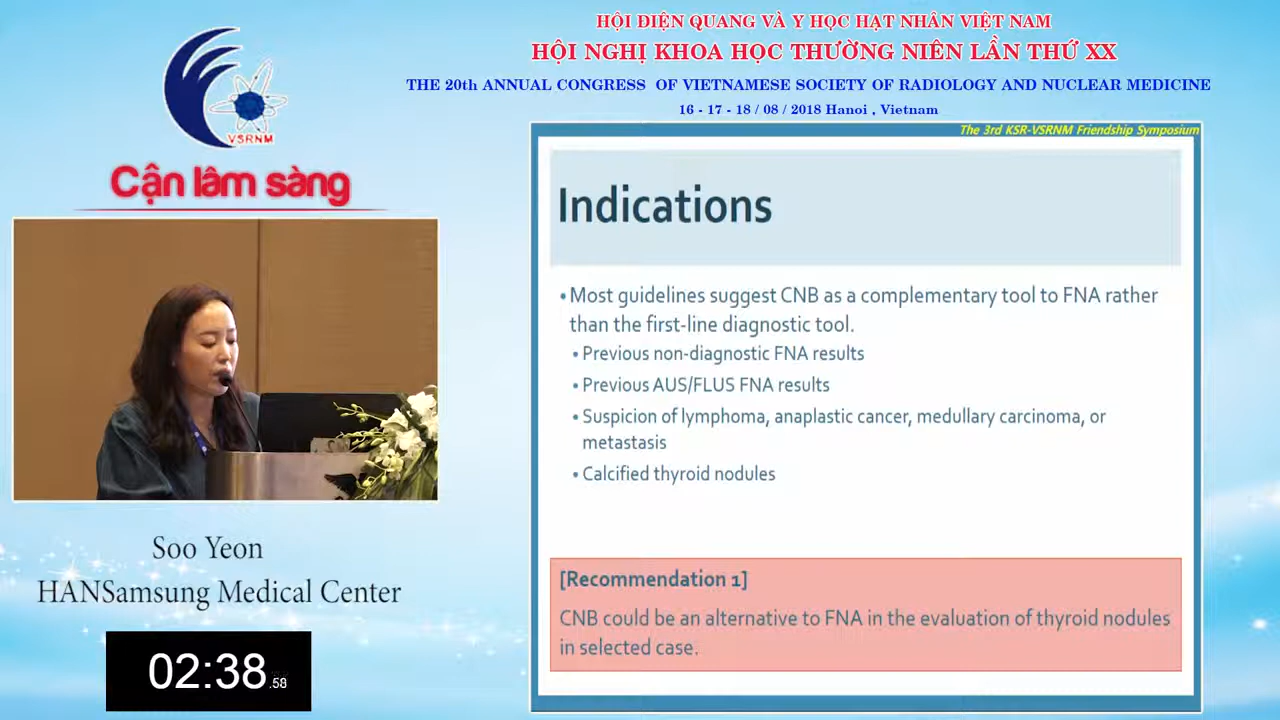 HỘI ĐIỆN QUANG VÀ Y HỌC HẠT NHÂN VIỆT NAM
HỘI NGHỊ KHOA HỌC THƯỜNG NIÊN LẦN THỨ XX
THE 20th ANNUAL CONGRESS OF VIETNAMESE SOCIETY OF RADIOLOGY AND NUCLEAR MEDICINE
16 - 17 - 18 / 08 / 2018 Hanoi , Vietnam
VSRNM
Cận lâm sàng
The 3rd KSR-VSRNM Friendship Symposium
Indications
• Most guidelines suggest CNB as a complementary tool to FNA rather
than the first-line diagnostic tool.
• Previous non-diagnostic FNA results
• Previous AUS/FLUS FNA results
• Suspicion of lymphoma, anaplastic cancer, medullary carcinoma, or
metastasis
• Calcified thyroid nodules
[Recommendation 1]
CNB could be an alternative to FNA in the evaluation of thyroid nodules
in selected case.
Soo Yeon
HANSamsung Medical Center
02:38.58